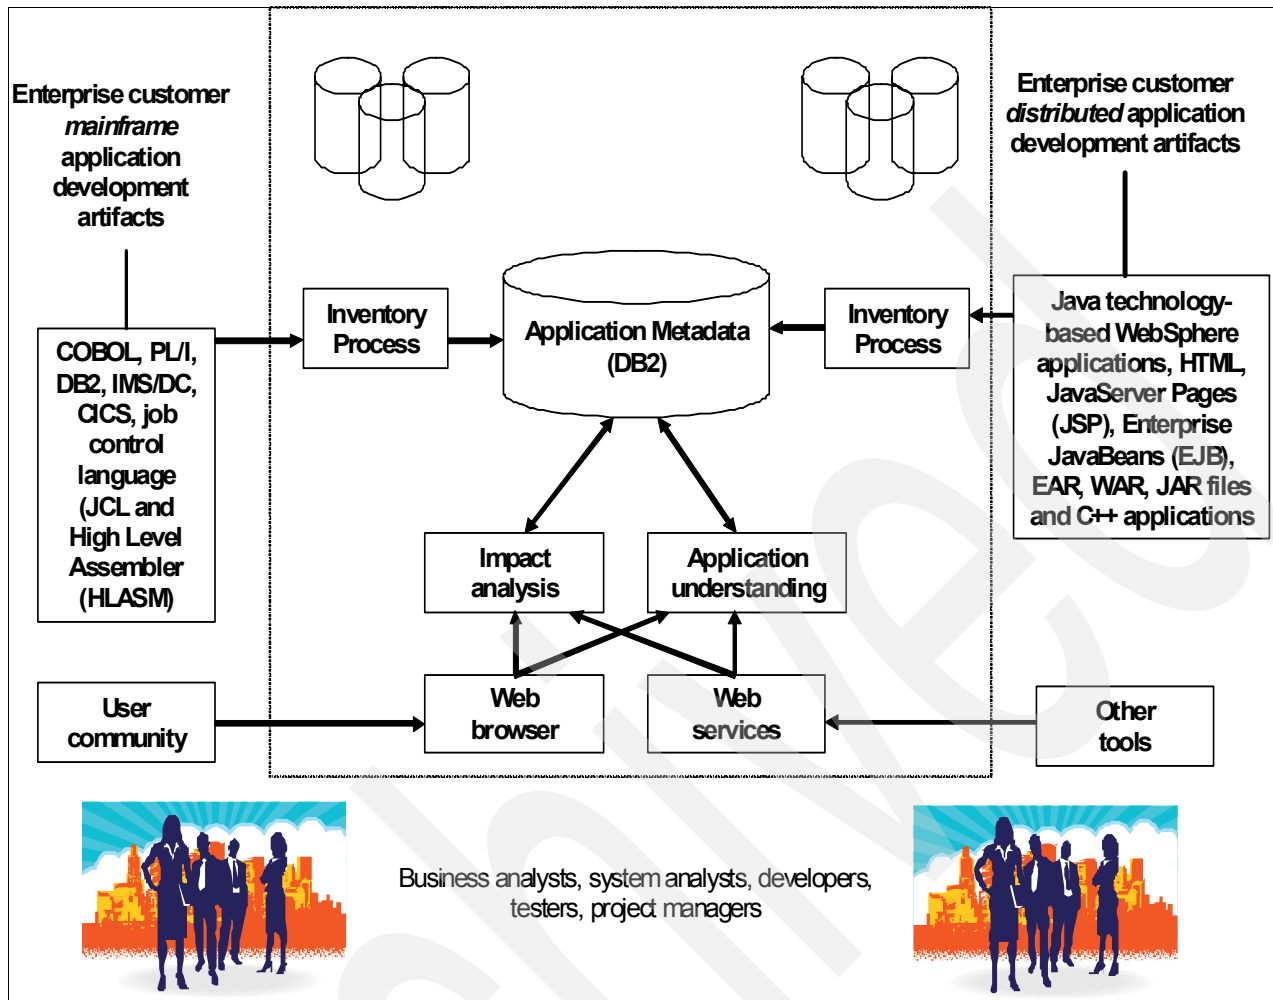 Enterprise customer
mainframe
application
development
artifacts
Enterprise customer
distributed application
development artifacts
Inventory
Process
Application Metadata
(DB2)
Inventory
Process
COBOL, PL/I,
DB2, IMS/DC,
CICS, job
control
language
(JCL and
High Level
Assembler
(HLASM)
Java technology-
based WebSphere
applications, HTML,
JavaServer Pages
(JSP), Enterprise
JavaBeans (EJB),
EAR, WAR, JAR files
and C++ applications
Impact
analysis
Application
understanding
User
community
Web
browser
Web
services
Other
tools
Business analysts, system analysts, developers,
testers, project managers